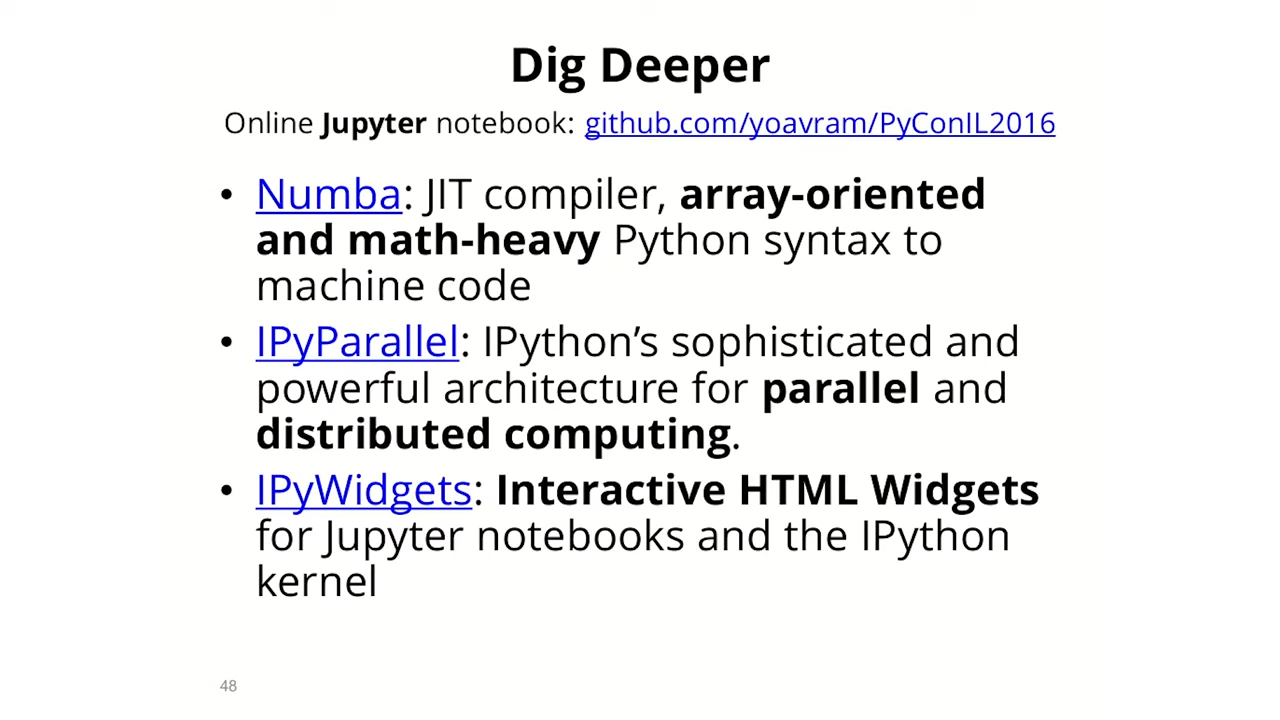 Dig Deeper
Online Jupyter notebook: github.com/yoavram/PyConIL2016
• Numba: JIT compiler, array-oriented
and math-heavy Python syntax to
machine code
• IPyParallel: IPython’s sophisticated and
powerful architecture for parallel and
distributed computing.
• IPyWidgets: Interactive HTML Widgets
for Jupyter notebooks and the IPython
kernel
48